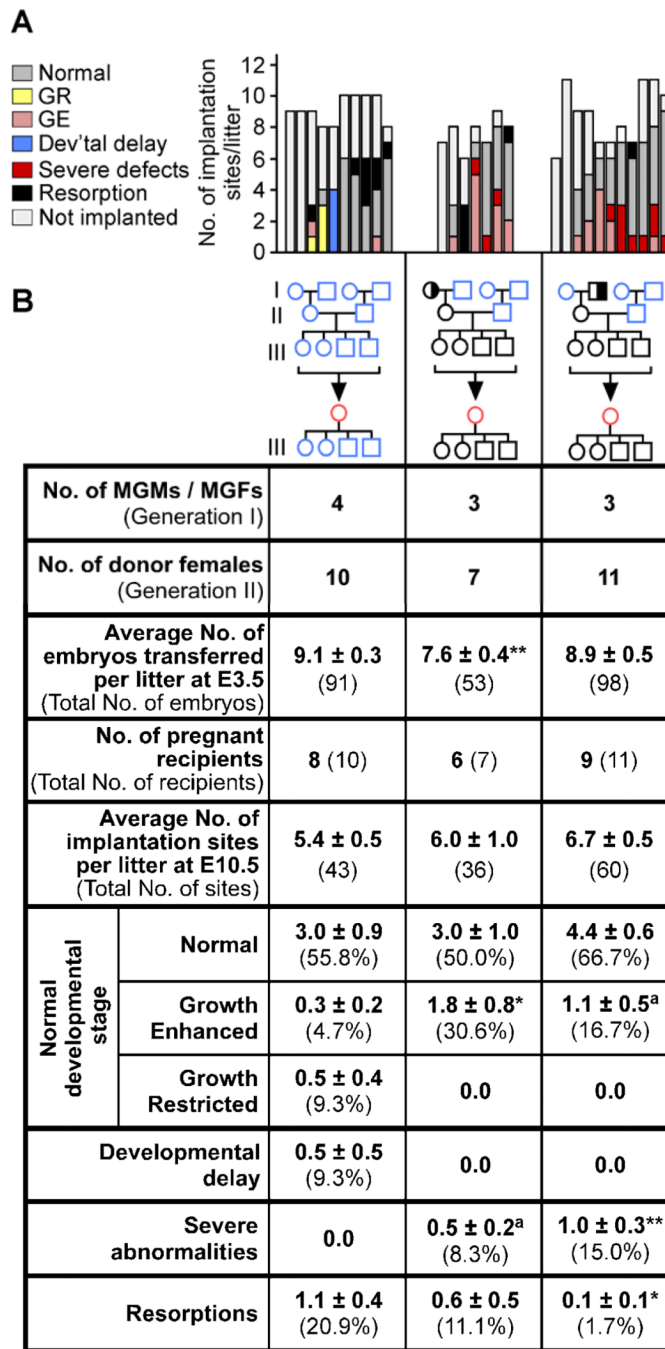 A
Normal
GR
GE
Dev'tal delay
Severe defects
Resorption
Not implanted
No. of implantation
sites/litter
12
10
8
6
4
2
0
B
I
II
III
III
No. of MGMs / MGFs
(Generation I)
4
3
3
No. of donor females
(Generation II)
10
7
11
Average No. of
embryos transferred
per litter at E3.5
(Total No. of embryos)
9.1 ± 0.3
(91)
7.6 ± 0.4**
(53)
8.9 ± 0.5
(98)
No. of pregnant
recipients
(Total No. of recipients)
8 (10)
6 (7)
9 (11)
Average No. of
implantation sites
per litter at E10.5
(Total No. of sites)
5.4 ± 0.5
(43)
6.0 ± 1.0
(36)
6.7 ± 0.5
(60)
Normal
developmental
stage
Normal
3.0 ± 0.9
(55.8%)
3.0 ± 1.0
(50.0%)
4.4 ± 0.6
(66.7%)
Growth
Enhanced
0.3 ± 0.2
(4.7%)
1.8 ± 0.8*
(30.6%)
1.1 ± 0.5a
(16.7%)
Growth
Restricted
0.5 ± 0.4
(9.3%)
0.0
0.0
Developmental
delay
0.5 ± 0.5
(9.3%)
0.0
0.0
Severe
abnormalities
0.0
0.5 ± 0.2a
(8.3%)
1.0 ± 0.3**
(15.0%)
Resorptions
1.1 ± 0.4
(20.9%)
0.6 ± 0.5
(11.1%)
0.1 ± 0.1*
(1.7%)